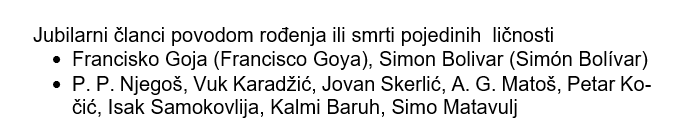 Jubilarni članci povodom rođenja ili smrti pojedinih ličnosti
• Francisko Goja (Francisco Goya), Simon Bolivar (Simón Bolívar)
• P. P. Njegoš, Vuk Karadžić, Jovan Skerlić, A. G. Matoš, Petar Ko-
čić, Isak Samokovlija, Kalmi Baruh, Simo Matavulj